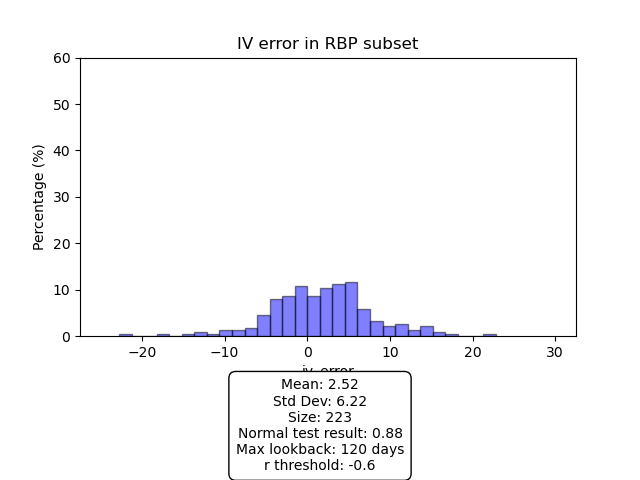 IV error in RBP subset
Percentage (%)
60
50
40
30
20
10
0
−20
−10
0
10
20
30
iv_error
Mean: 2.52
Std Dev: 6.22
Size: 223
Normal test result: 0.88
Max lookback: 120 days
r threshold: -0.6